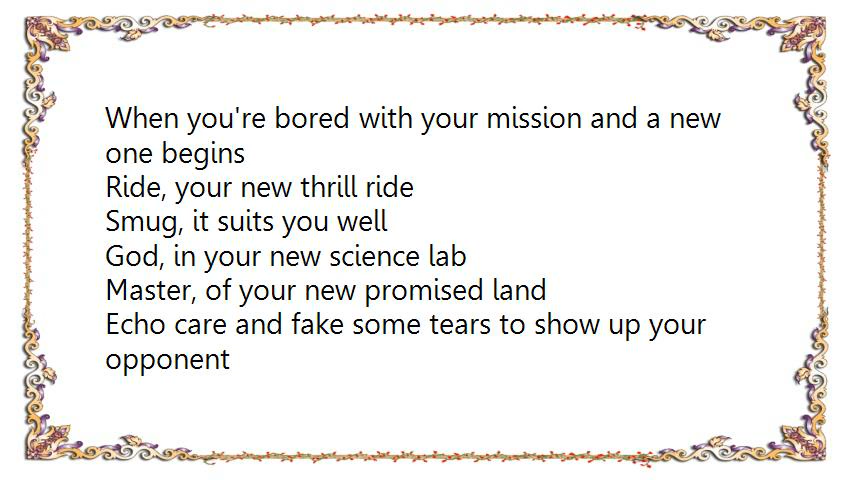 When you're bored with your mission and a new
one begins
Ride, your new thrill ride
Smug, it suits you well
God, in your new science lab
Master, of your new promised land
Echo care and fake some tears to show up your
opponent